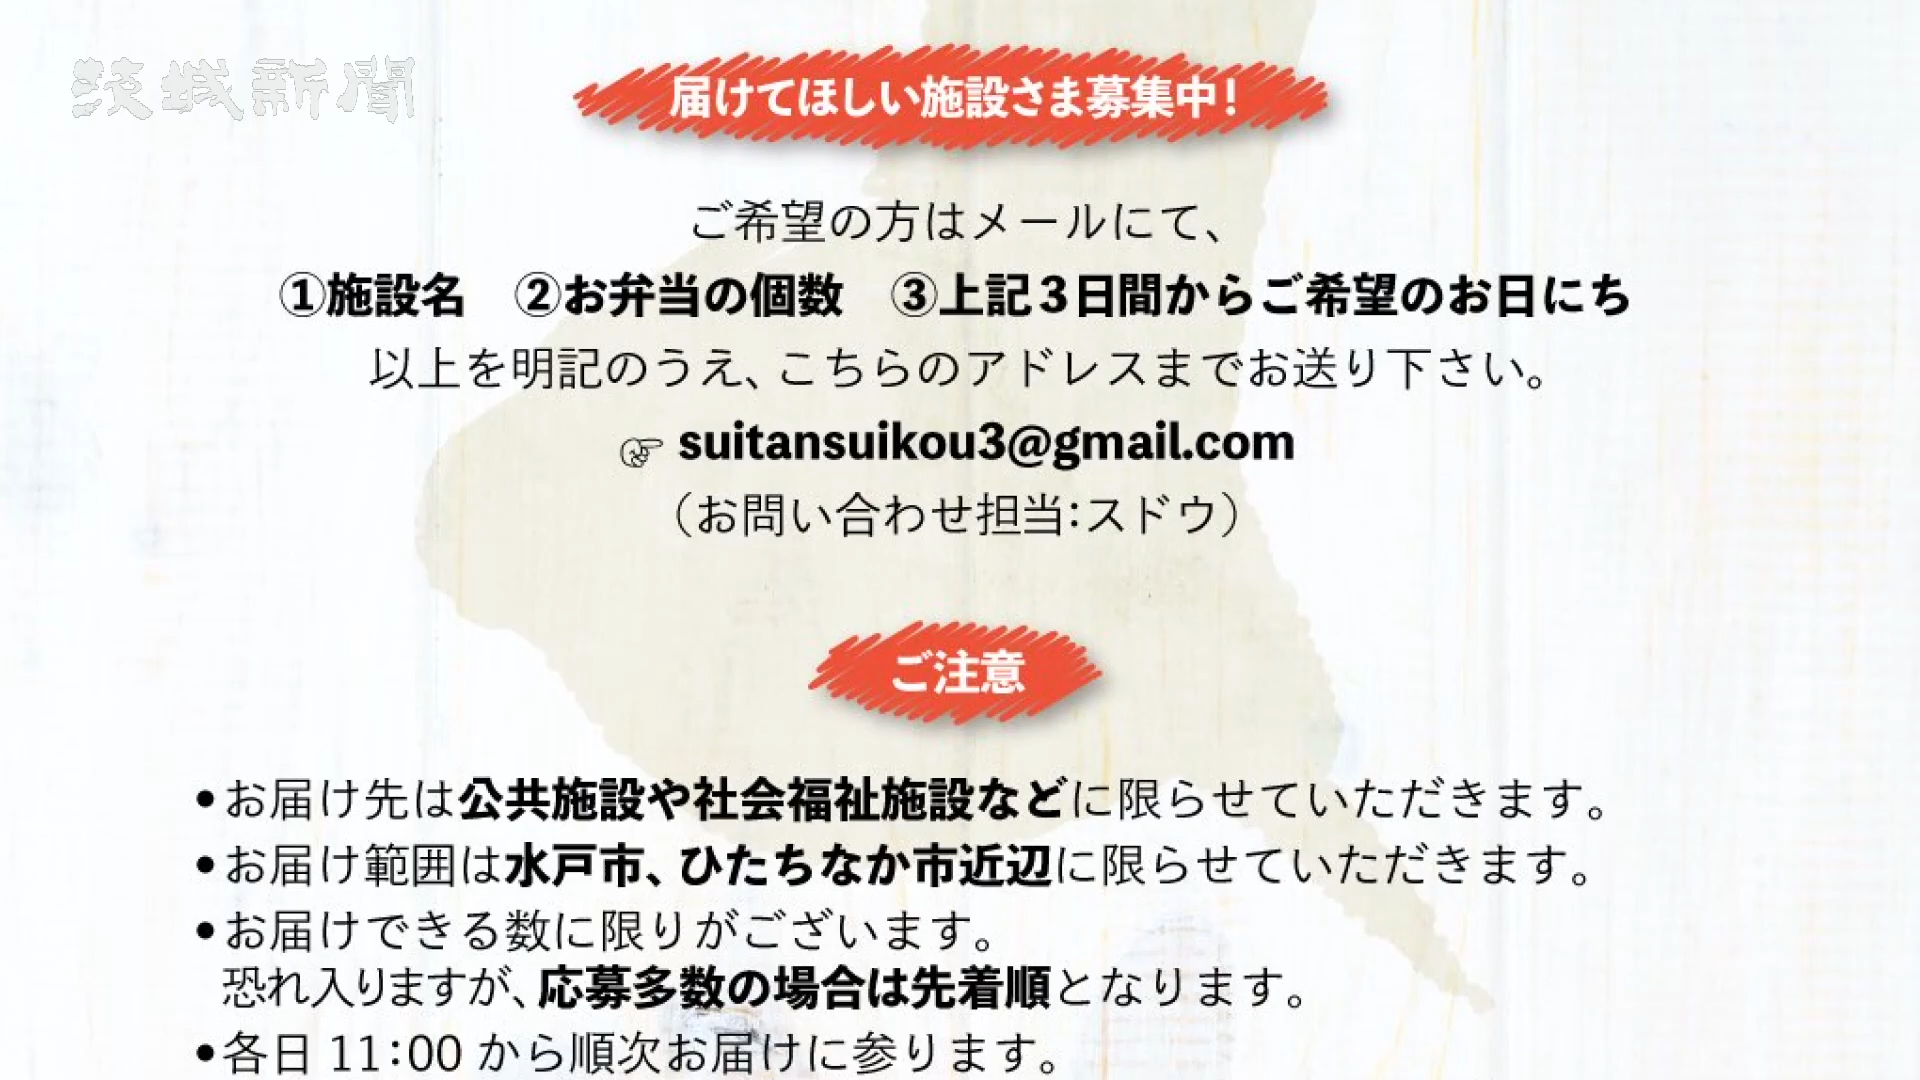 茨城新聞
届けてほしい施設さま募集中!
ご希望の方はメールにて、
①施設名　②お弁当の個数　③上記3日間からご希望のお日にち
以上を明記のうえ、こちらのアドレスまでお送り下さい。
☞ suitansuikou3@gmail.com
（お問い合わせ担当:スドウ）
ご注意
•お届け先は公共施設や社会福祉施設などに限らせていただきます。
•お届け範囲は水戸市、ひたちなか市近辺に限らせていただきます。
•お届けできる数に限りがございます。
恐れ入りますが、応募多数の場合は先着順となります。
•各日 11:00 から順次お届けに参ります。